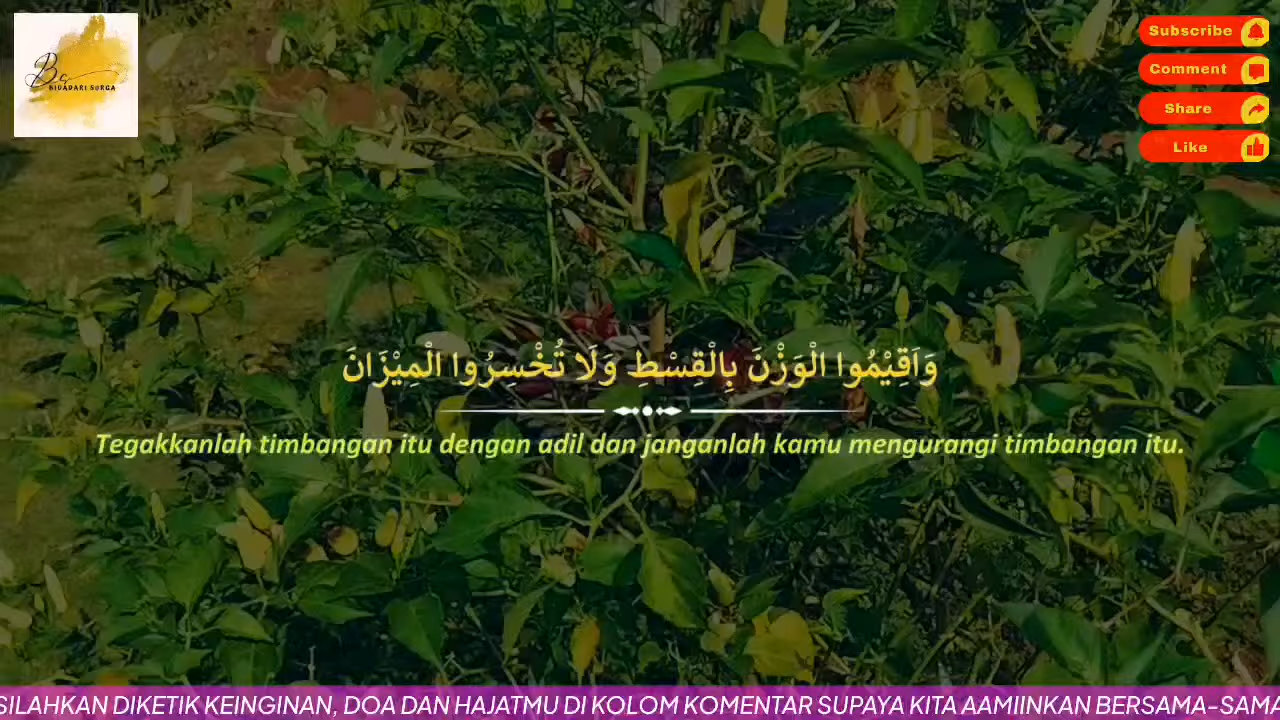 BIDADARI SURGA
Subscribe
Comment
Share
Like
وَاَقِيْمُوا الْوَزْنَ بِالْقِسْطِ وَلَا تُخْسِرُوا الْمِيْزَانَ
Tegakkanlah timbangan itu dengan adil dan janganlah kamu mengurangi timbangan itu.
SILAHKAN DIKETIK KEINGINAN, DOA DAN HAJATMU DI KOLOM KOMENTAR SUPAYA KITA AAMIINKAN BERSAMA-SAMA